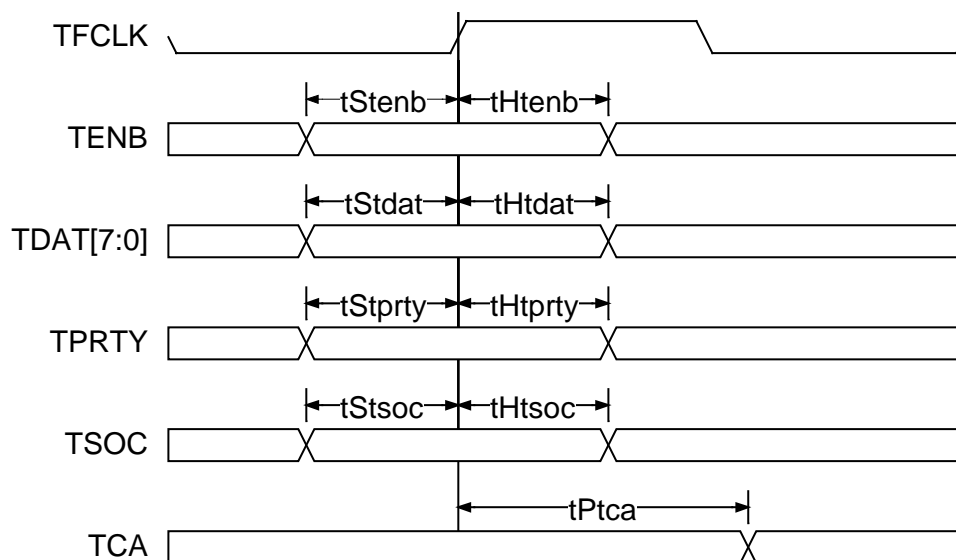 TFCLK
tStenb tHtenb
TENB
tStdat tHtdat
TDAT[7:0]
tStprty tHtprty
TPRTY
tStsoc tHtsoc
TSOC
tPtca
TCA